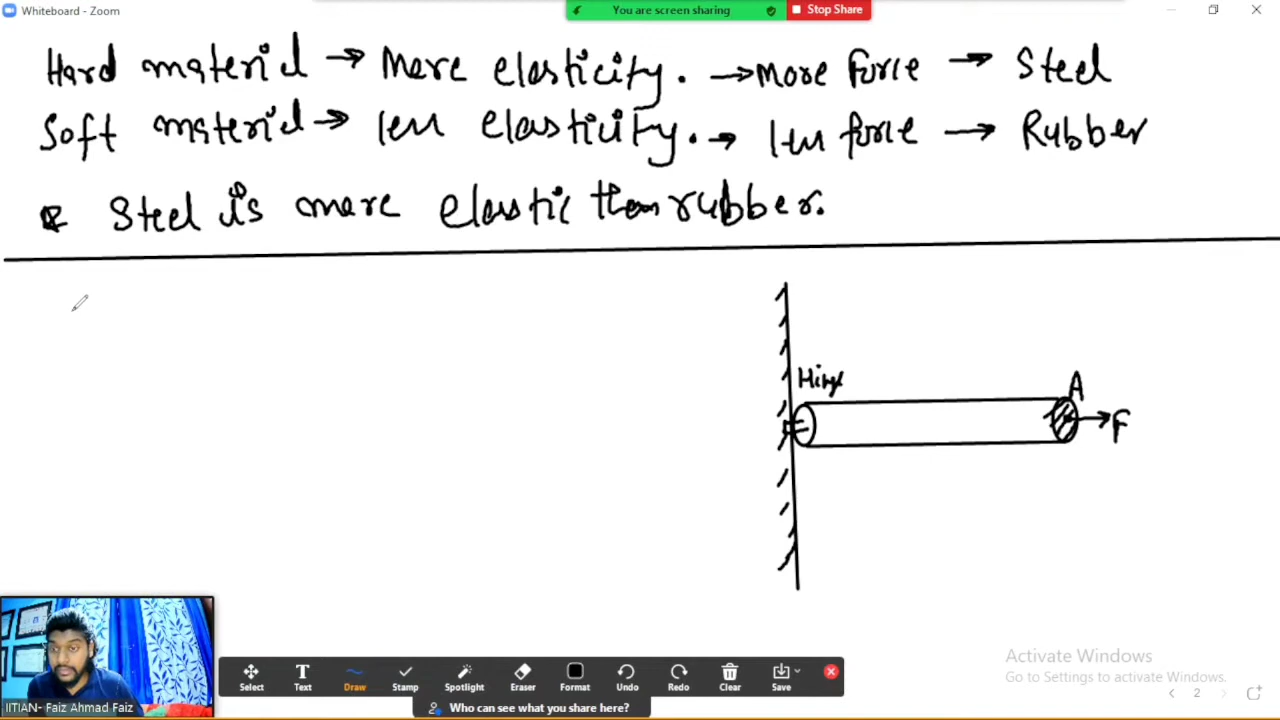 Whiteboard - Zoom
You are screen sharing
Stop Share
Hard material → More elasticity. → More force → Steel
Soft material → less elasticity. → less force → Rubber
* Steel is more elastic than rubber.
Hinge
A
F
Activate Windows
Go to Settings to activate Windows.
Select Text Draw Stamp Spotlight Eraser Format Undo Redo Clear Save
2
IITIAN- Faiz Ahmad Faiz
Who can see what you share here?